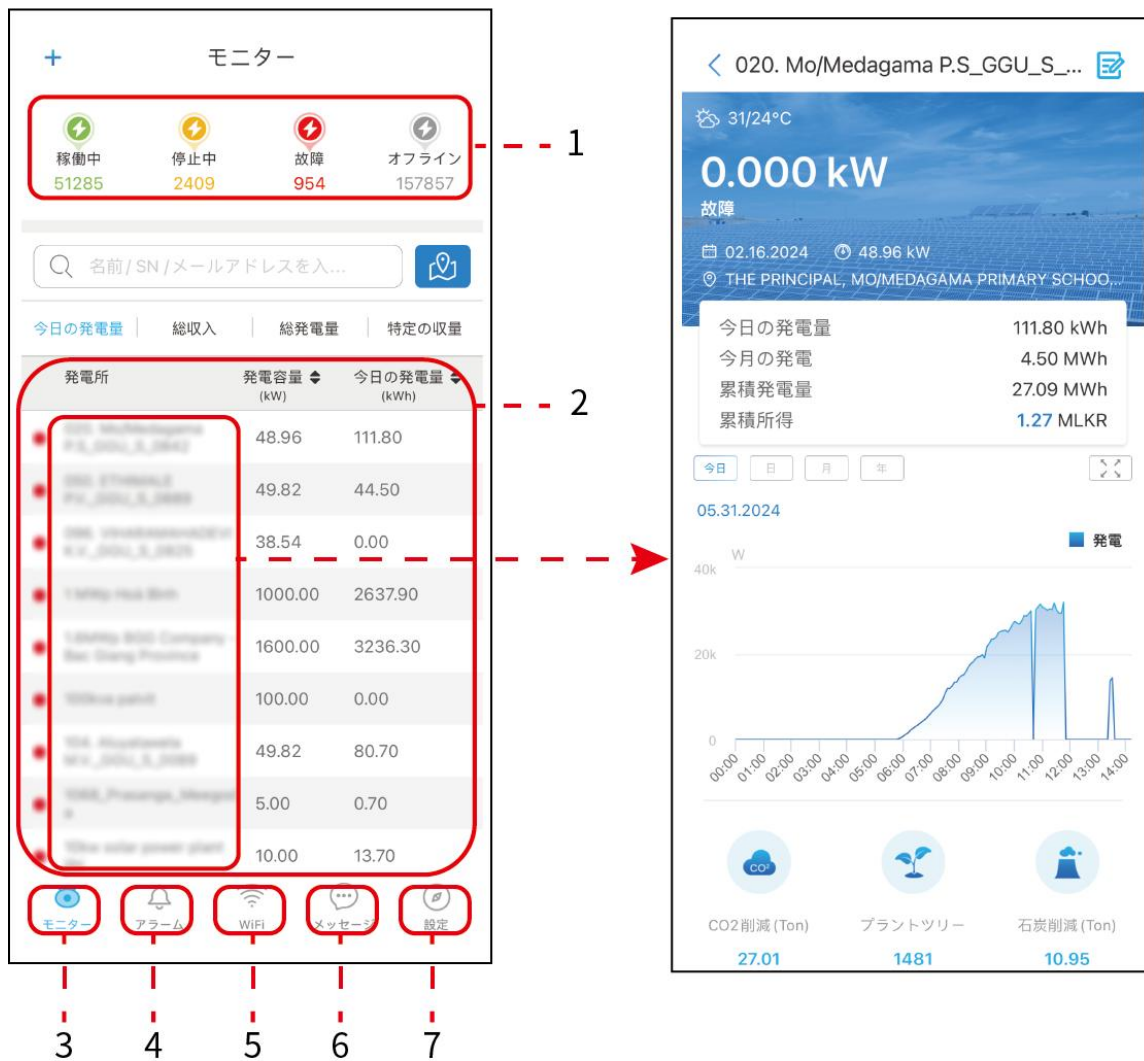 + モニター
稼働中 停止中 故障 オフライン
51285 2409 954 157857
1
名前/ SN /メールアドレスを入...
今日の発電量 総収入 総発電量 特定の収量
発電所 発電容量 今日の発電量
(kW) (kWh)
2
48.96 111.80
49.82 44.50
38.54 0.00
1000.00 2637.90
1600.00 3236.30
100.00 0.00
49.82 80.70
5.00 0.70
10.00 13.70
モニター アラーム WiFi メッセージ 設定
3 4 5 6 7
020. Mo/Medagama P.S_GGU_S_...
31/24°C
0.000 kW
故障
02.16.2024 48.96 kW
THE PRINCIPAL, MO/MEDAGAMA PRIMARY SCHOO...
今日の発電量 111.80 kWh
今月の発電 4.50 MWh
累積発電量 27.09 MWh
累積所得 1.27 MLKR
今日 日 月 年
05.31.2024
発電
W
40k
20k
0
00:00 01:00 02:00 03:00 04:00 05:00 06:00 07:00 08:00 09:00 10:00 11:00 12:00 13:00 14:00
CO2
CO2削減(Ton) プラントツリー 石炭削減(Ton)
27.01 1481 10.95